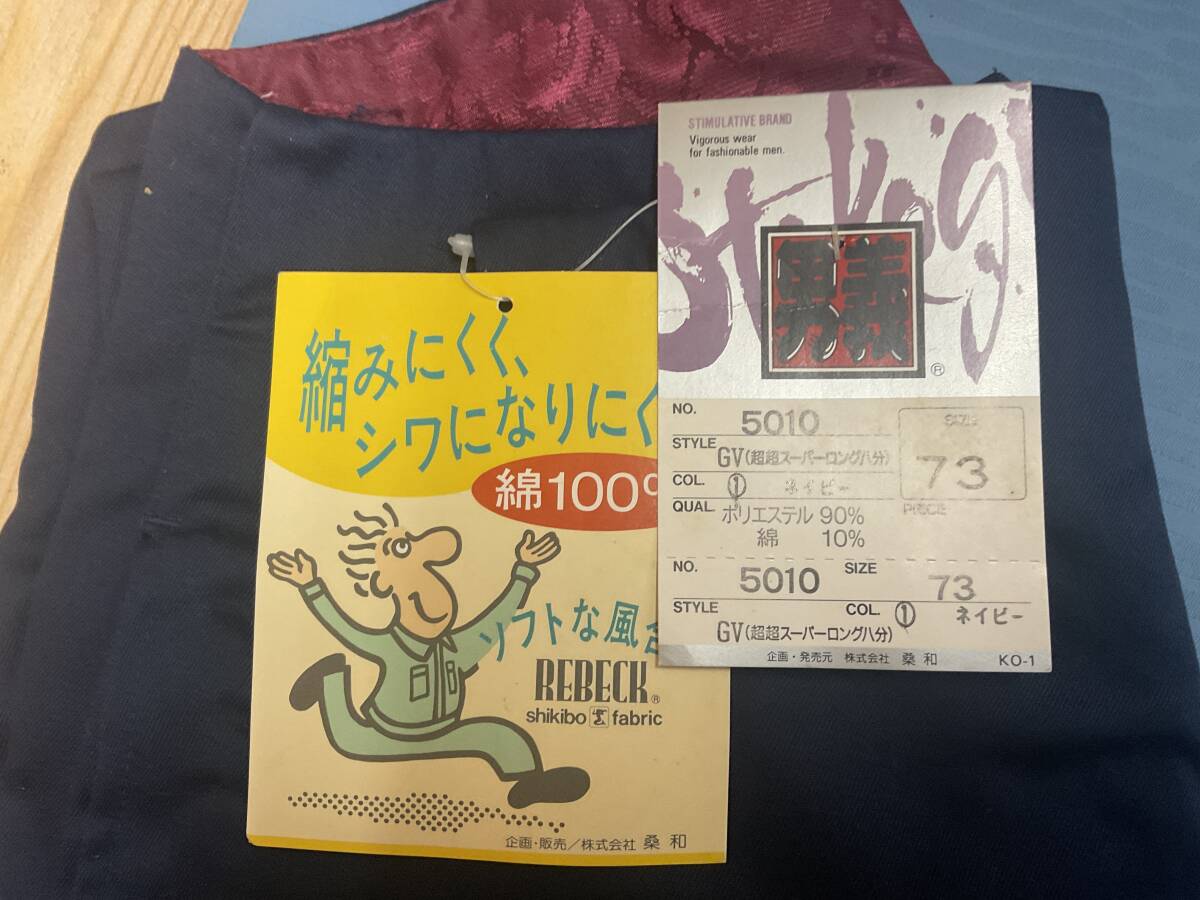 縮みにくく、
シワになりにく
綿100%
ソフトな風合
REBECK®
shikibo fabric
企画・販売/株式会社 桑和
STIMULATIVE BRAND
Vigorous wear
for fashionable men.
®
NO. 5010
SIZE
73
STYLE GV(超超スーパーロング八分)
COL. ① ネイビー
PRICE
QUAL. ポリエステル 90%
綿 10%
NO. 5010 SIZE 73
STYLE COL. ① ネイビー
GV(超超スーパーロング八分)
企画・発売元 株式会社 桑和 KO-1